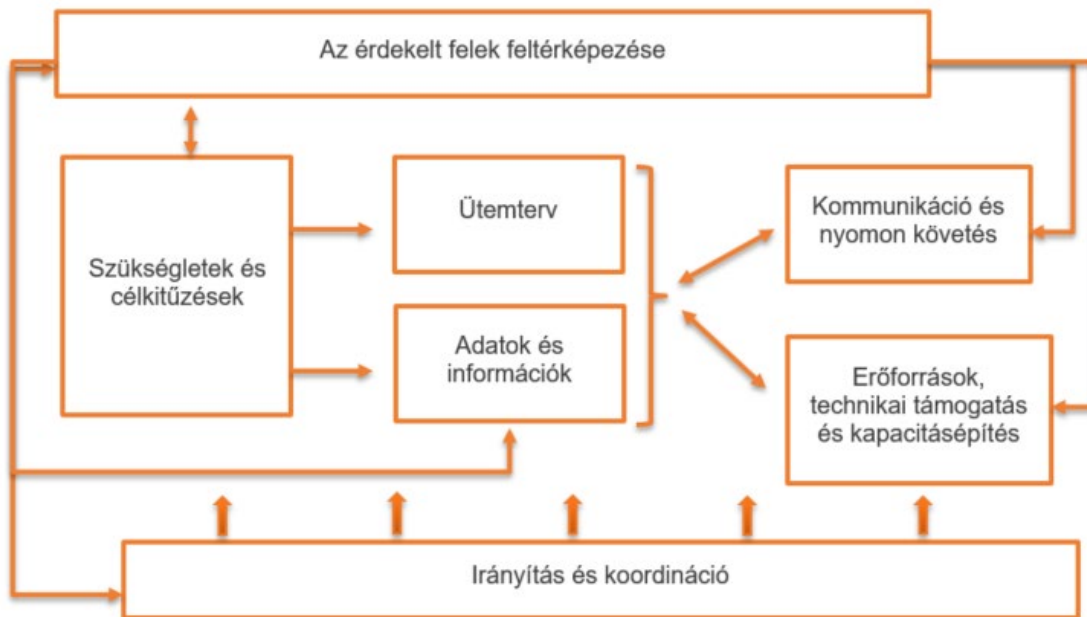 Az érdekelt felek feltérképezése
Szükségletek és
célkitűzések
Ütemterv
Adatok és
információk
Kommunikáció és
nyomon követés
Erőforrások,
technikai támogatás
és kapacitásépítés
Irányítás és koordináció